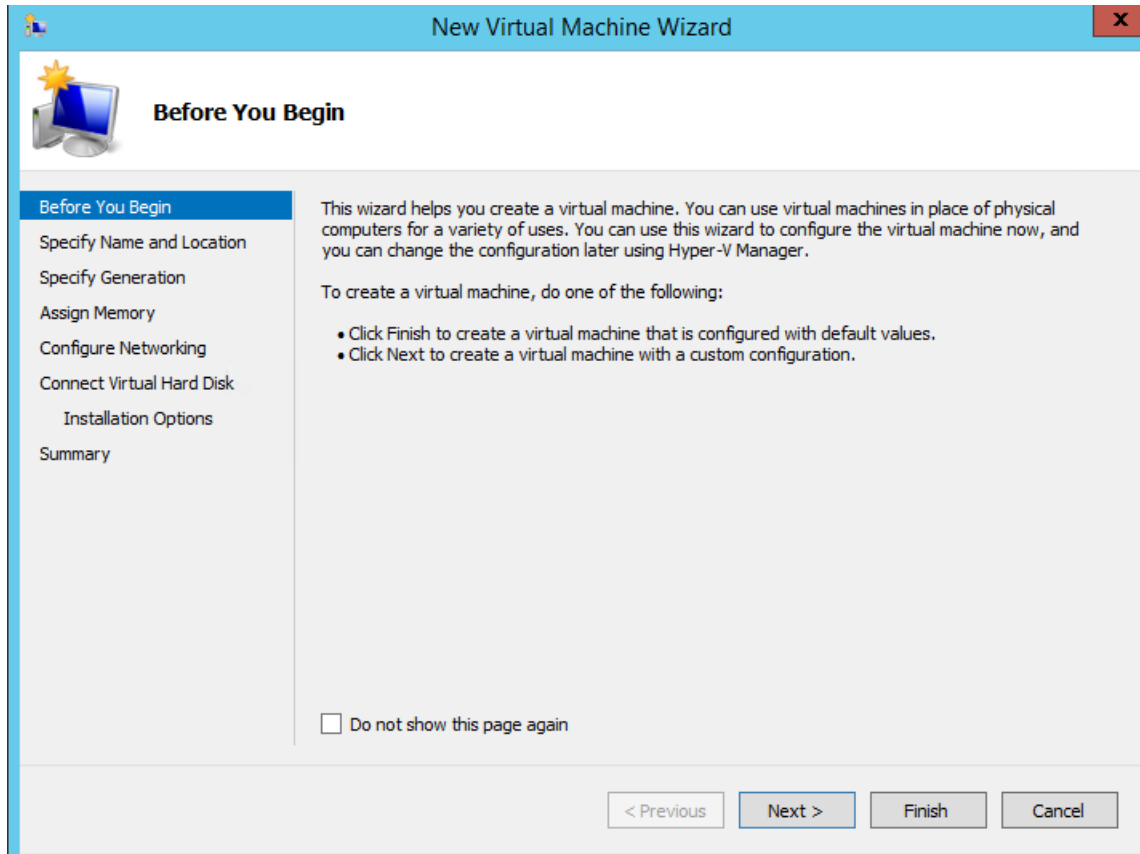 New Virtual Machine Wizard
x
Before You Begin
Before You Begin
Specify Name and Location
Specify Generation
Assign Memory
Configure Networking
Connect Virtual Hard Disk
Installation Options
Summary
This wizard helps you create a virtual machine. You can use virtual machines in place of physical
computers for a variety of uses. You can use this wizard to configure the virtual machine now, and
you can change the configuration later using Hyper-V Manager.
To create a virtual machine, do one of the following:
• Click Finish to create a virtual machine that is configured with default values.
• Click Next to create a virtual machine with a custom configuration.
Do not show this page again
< Previous
Next >
Finish
Cancel